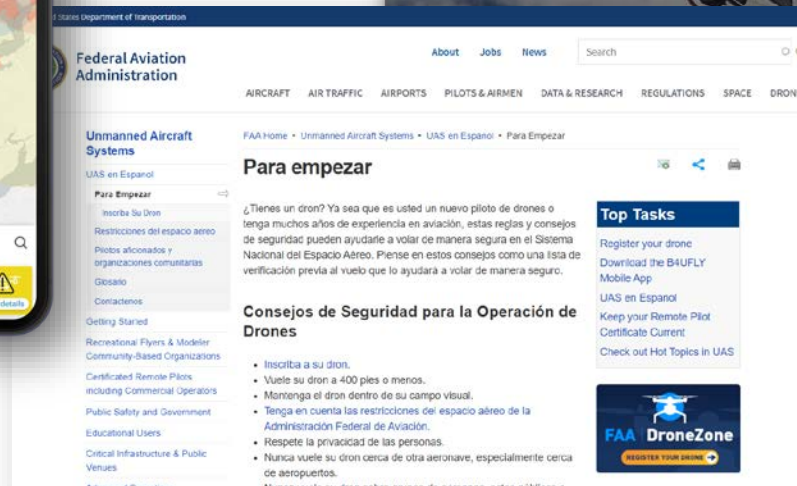 States Department of Transportation
Federal Aviation
Administration
About Jobs News Search
AIRCRAFT AIR TRAFFIC AIRPORTS PILOTS & AIRMEN DATA & RESEARCH REGULATIONS SPACE DRON
Unmanned Aircraft
Systems
UAS en Espanol
Para Empezar
Inscriba Su Dron
Restricciones del espacio aereo
Pilotos aficionados y
organizaciones comunitarias
Glosario
Contactenos
Getting Started
Recreational Flyers & Modeler
Community-Based Organizations
Certificated Remote Pilots
including Commercial Operators
Public Safety and Government
Educational Users
Critical Infrastructure & Public
Venues
FAA Home • Unmanned Aircraft Systems • UAS en Espanol • Para Empezar
Para empezar
¿Tienes un dron? Ya sea que es usted un nuevo piloto de drones o
tenga muchos años de experiencia en aviación, estas reglas y consejos
de seguridad pueden ayudarle a volar de manera segura en el Sistema
Nacional del Espacio Aéreo. Piense en estos consejos como una lista de
verificación previa al vuelo que lo ayudará a volar de manera seguro.
Consejos de Seguridad para la Operación de
Drones
• Inscriba a su dron.
• Vuele su dron a 400 pies o menos.
• Mantenga el dron dentro de su campo visual.
• Tenga en cuenta las restricciones del espacio aéreo de la
Administración Federal de Aviación.
• Respete la privacidad de las personas.
• Nunca vuele su dron cerca de otra aeronave, especialmente cerca
de aeropuertos.
Top Tasks
Register your drone
Download the B4UFLY
Mobile App
UAS en Espanol
Keep your Remote Pilot
Certificate Current
Check out Hot Topics in UAS
FAA DroneZone
REGISTER YOUR DRONE
details